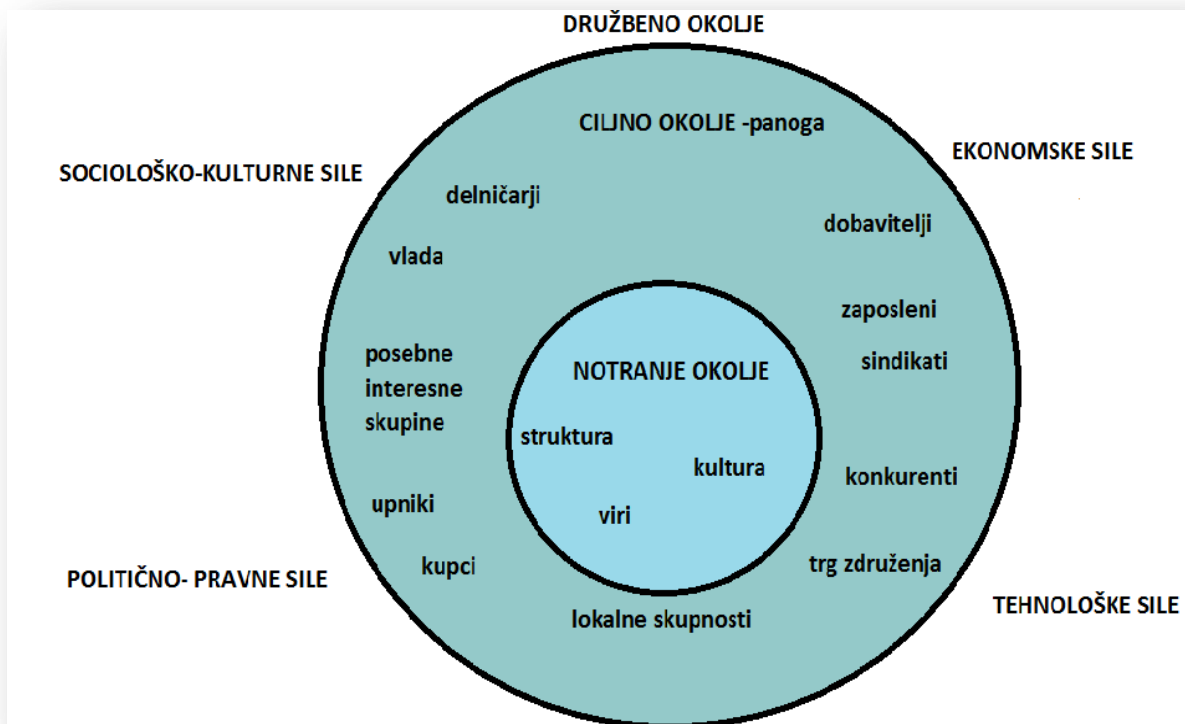 DRUŽBENO OKOLJE
CILJNO OKOLJE -panoga
SOCIOLOŠKO-KULTURNE SILE
EKONOMSKE SILE
delničarji
dobavitelji
vlada
zaposleni
sindikati
posebne
interesne
skupine
NOTRANJE OKOLJE
struktura
kultura
viri
konkurenti
upniki
kupci
trg združenja
POLITIČNO- PRAVNE SILE
TEHNOLOŠKE SILE
lokalne skupnosti